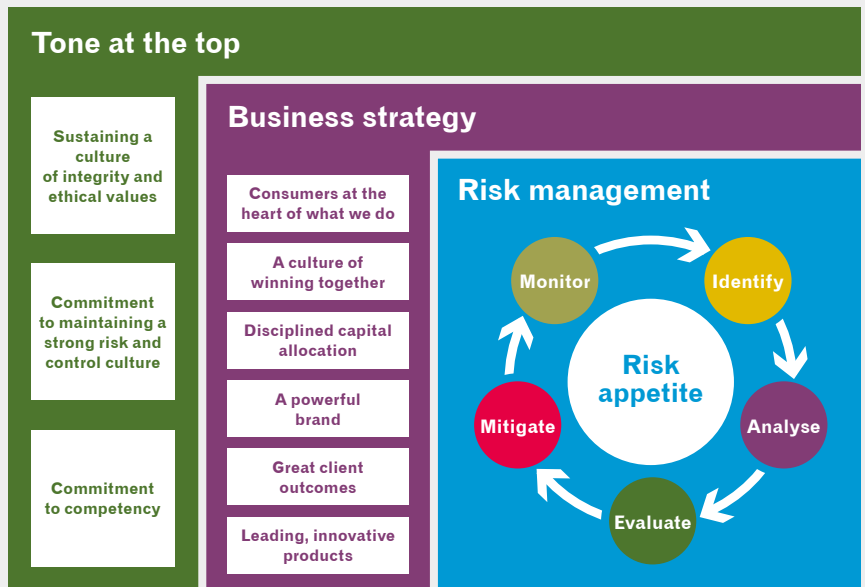 Tone at the top
Sustaining a
culture
of integrity and
ethical values
Commitment
to maintaining a
strong risk and
control culture
Commitment
to competency
Business strategy
Consumers at the
heart of what we do
A culture of
winning together
Disciplined capital
allocation
A powerful
brand
Great client
outcomes
Leading, innovative
products
Risk management
Monitor
Identify
Risk
appetite
Mitigate
Analyse
Evaluate